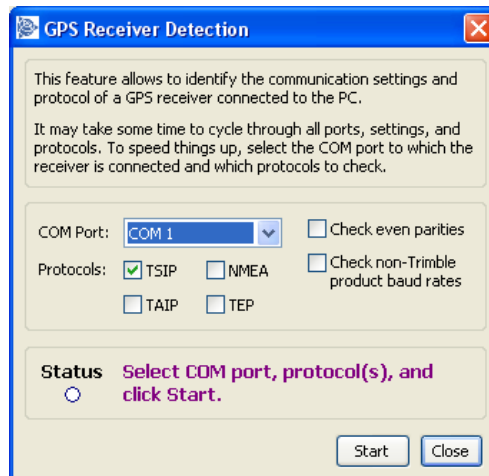 GPS Receiver Detection
This feature allows to identify the communication settings and
protocol of a GPS receiver connected to the PC.
It may take some time to cycle through all ports, settings, and
protocols. To speed things up, select the COM port to which the
receiver is connected and which protocols to check.
COM Port: COM 1 Check even parities
Protocols: TSIP NMEA Check non-Trimble
product baud rates
TAIP TEP
Status Select COM port, protocol(s), and
click Start.
Start Close